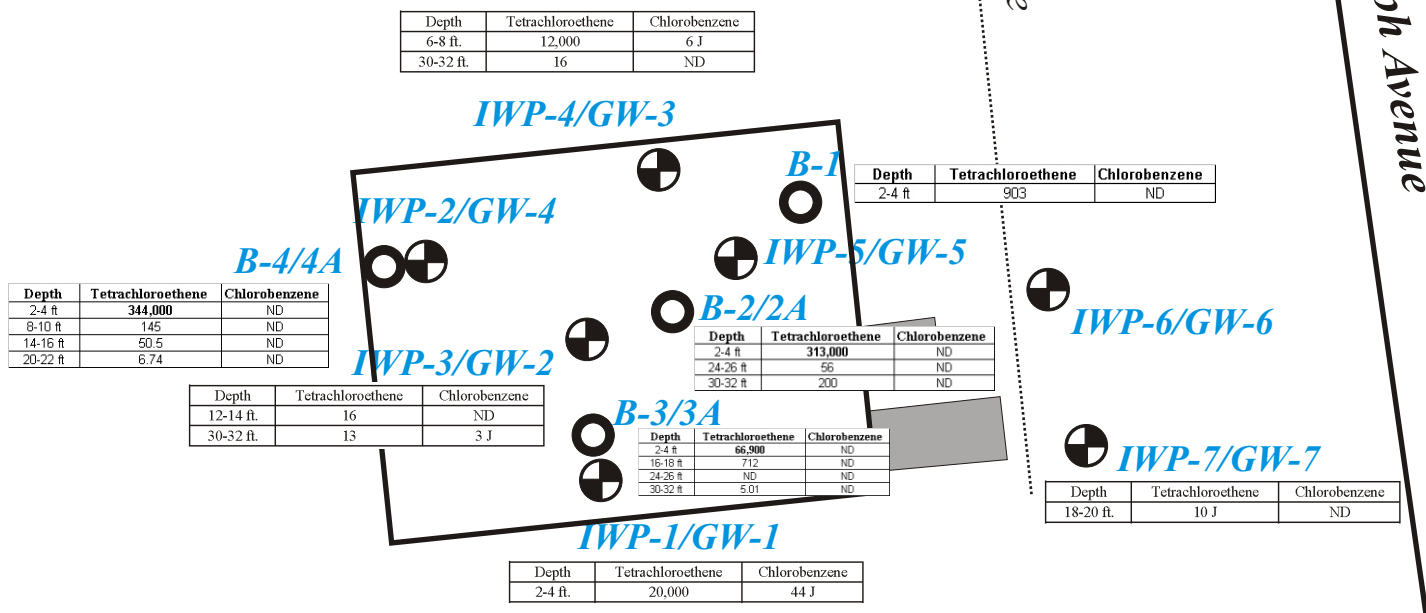 Depth Tetrachloroethene Chlorobenzene
6-8 ft. 12,000 6 J
30-32 ft. 16 ND
e
ph Avenue
IWP-4/GW-3
B-1
Depth Tetrachloroethene Chlorobenzene
2-4 ft 903 ND
IWP-2/GW-4
B-4/4A
IWP-5/GW-5
Depth Tetrachloroethene Chlorobenzene
2-4 ft 344,000 ND
8-10 ft 145 ND
14-16 ft 50.5 ND
20-22 ft 6.74 ND
B-2/2A
Depth Tetrachloroethene Chlorobenzene
2-4 ft 313,000 ND
24-26 ft 56 ND
30-32 ft 200 ND
IWP-6/GW-6
IWP-3/GW-2
Depth Tetrachloroethene Chlorobenzene
12-14 ft. 16 ND
30-32 ft. 13 3 J
B-3/3A
Depth Tetrachloroethene Chlorobenzene
2-4 ft 66,900 ND
16-18 ft 712 ND
24-26 ft ND ND
30-32 ft 5.01 ND
IWP-7/GW-7
Depth Tetrachloroethene Chlorobenzene
18-20 ft. 10 J ND
IWP-1/GW-1
Depth Tetrachloroethene Chlorobenzene
2-4 ft. 20,000 44 J